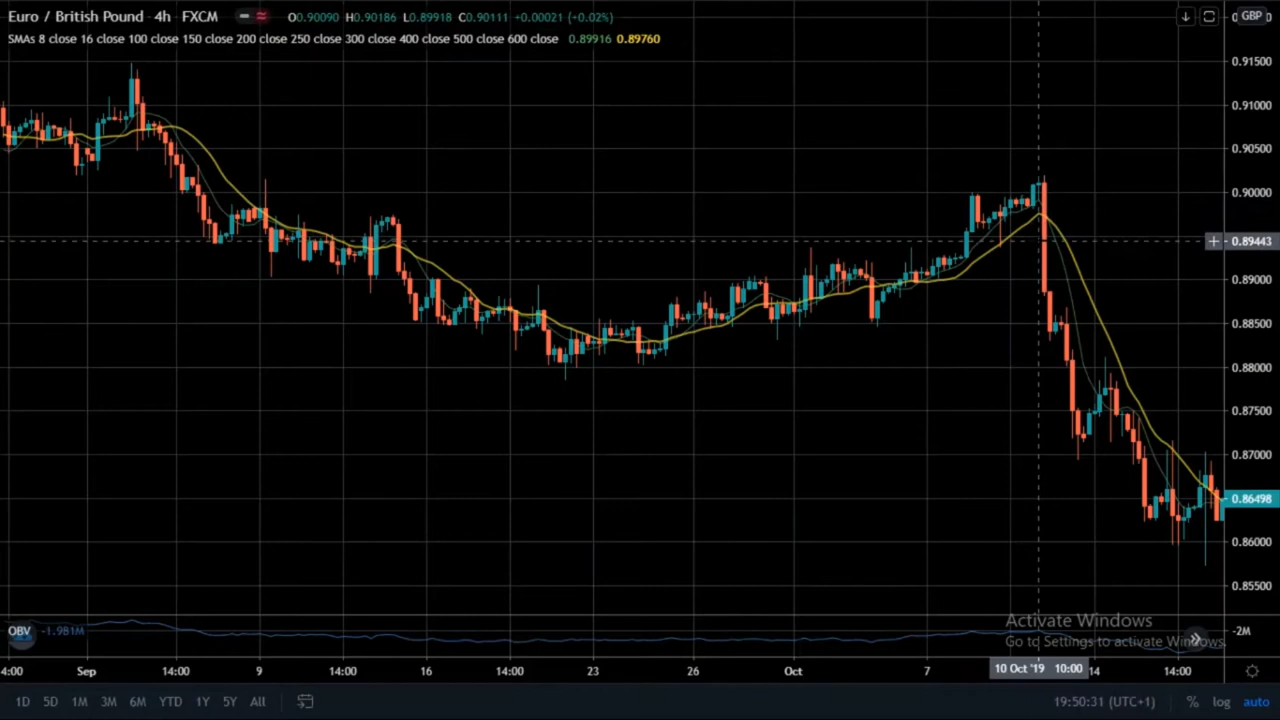 Euro / British Pound 4h FXCM O0.90090 H0.90186 L0.89918 C0.90111 +0.00021 (+0.02%)
GBP
SMAs 8 close 16 close 100 close 150 close 200 close 250 close 300 close 400 close 500 close 600 close 0.89916 0.89760
0.91500
0.91000
0.90500
0.90000
0.89443
0.89000
0.88500
0.88000
0.87500
0.87000
0.86498
0.86000
0.85500
Activate Windows
OBV -1.981M
-2M
Go to Settings to activate Windows.
4:00 Sep 14:00 9 14:00 16 14:00 23 26 Oct 7 10 Oct '19 10:00 14 14:00
1D 5D 1M 3M 6M YTD 1Y 5Y All 19:50:31 (UTC+1) % log auto